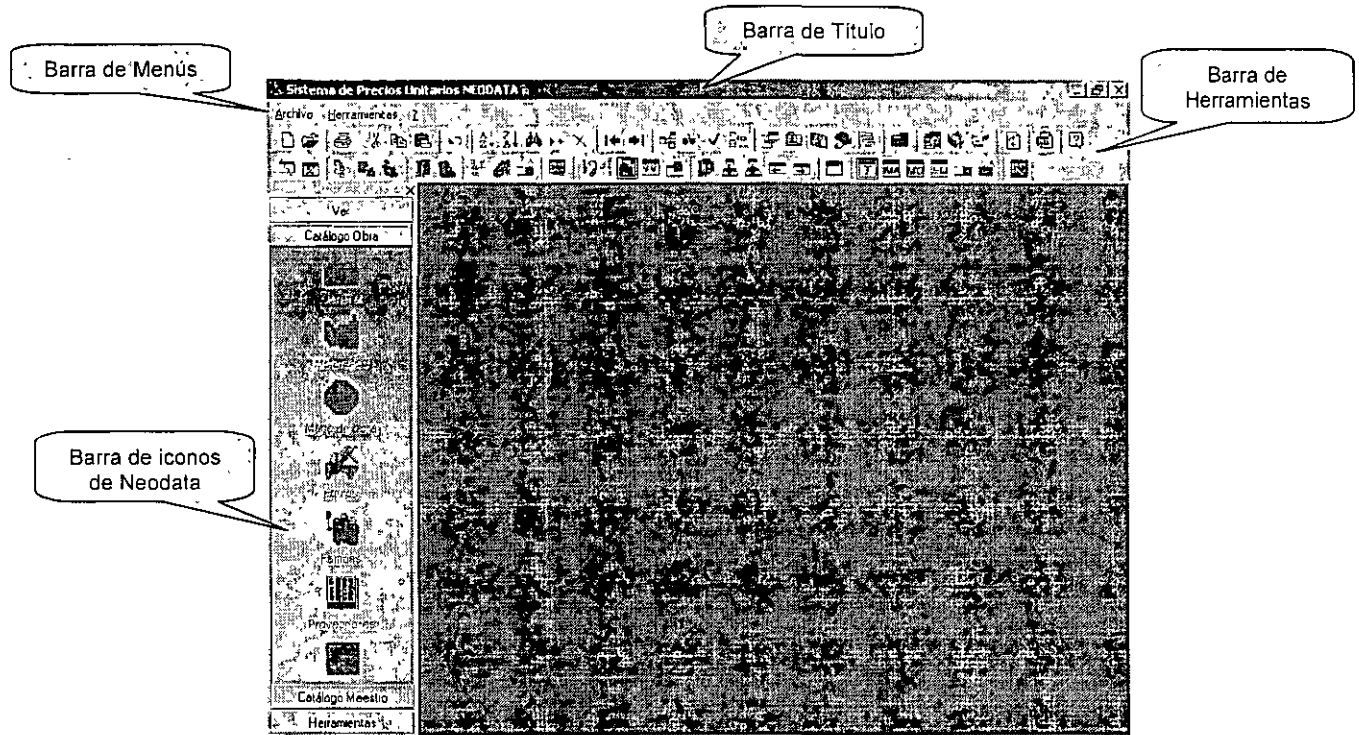 Barra de Título
Barra de Menús
Barra de
Herramientas
Sistema de Precios Unitarios NEODATA
Archivo Herramientas ?
Ver
Catálogo Obra
Barra de iconos
de Neodata
Proveedores
Catálogo Maestro
Herramientas